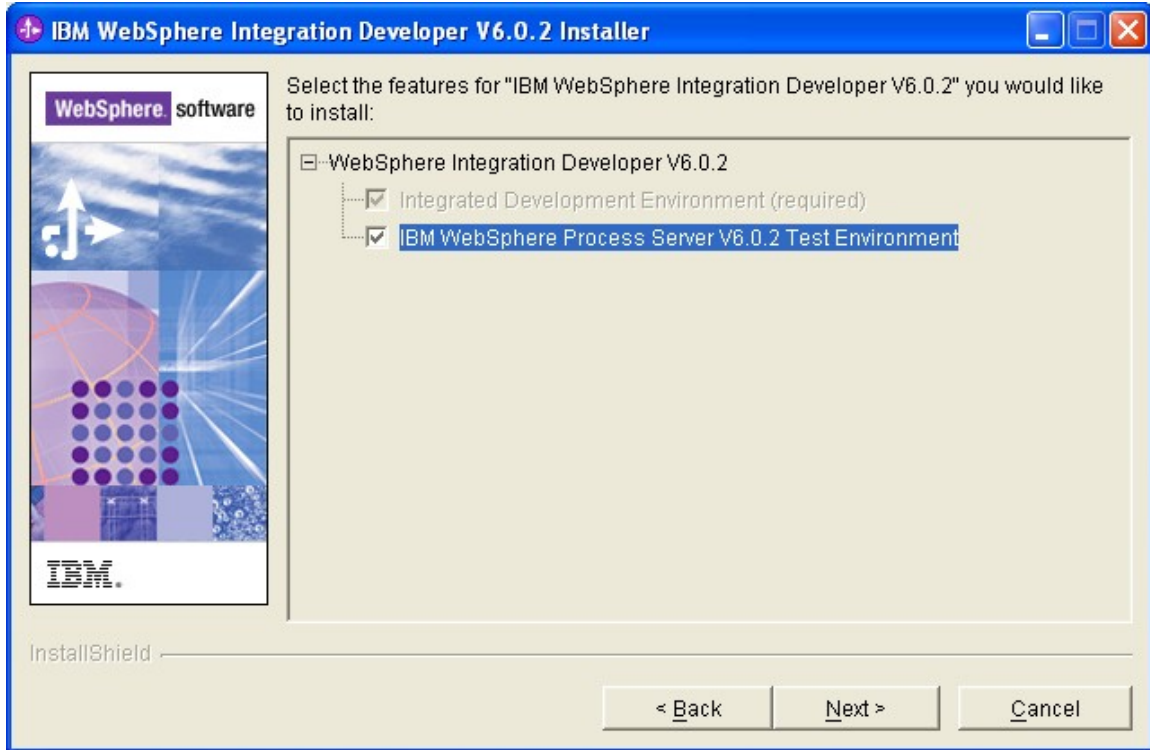 IBM WebSphere Integration Developer V6.0.2 Installer
WebSphere. software
Select the features for "IBM WebSphere Integration Developer V6.0.2" you would like
to install:
WebSphere Integration Developer V6.0.2
Integrated Development Environment (required)
IBM WebSphere Process Server V6.0.2 Test Environment
IBM.
InstallShield
< Back
Next >
Cancel